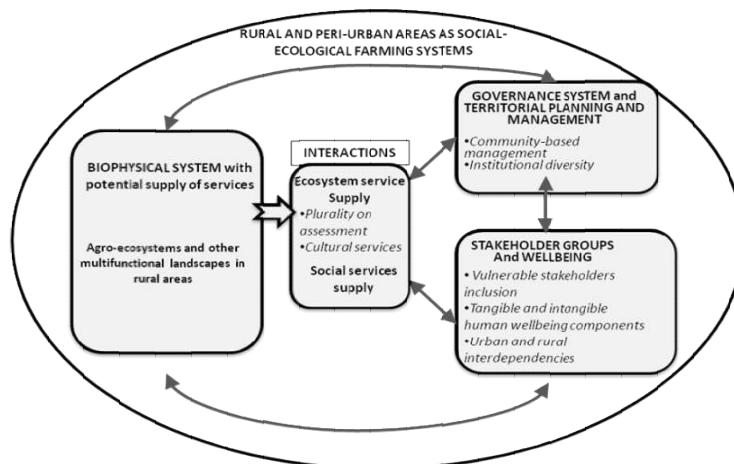 RURAL AND PERI-URBAN AREAS AS SOCIAL-
ECOLOGICAL FARMING SYSTEMS
BIOPHYSICAL SYSTEM with
potential supply of services
Agro-ecosystems and other
multifunctional landscapes in
rural areas
INTERACTIONS
Ecosystem service
Supply
•Plurality on
assessment
•Cultural services
Social services
supply
GOVERNANCE SYSTEM and
TERRITORIAL PLANNING AND
MANAGEMENT
•Community-based
management
•Institutional diversity
STAKEHOLDER GROUPS
And WELLBEING
•Vulnerable stakeholders
inclusion
•Tangible and intangible
human wellbeing components
•Urban and rural
interdependencies